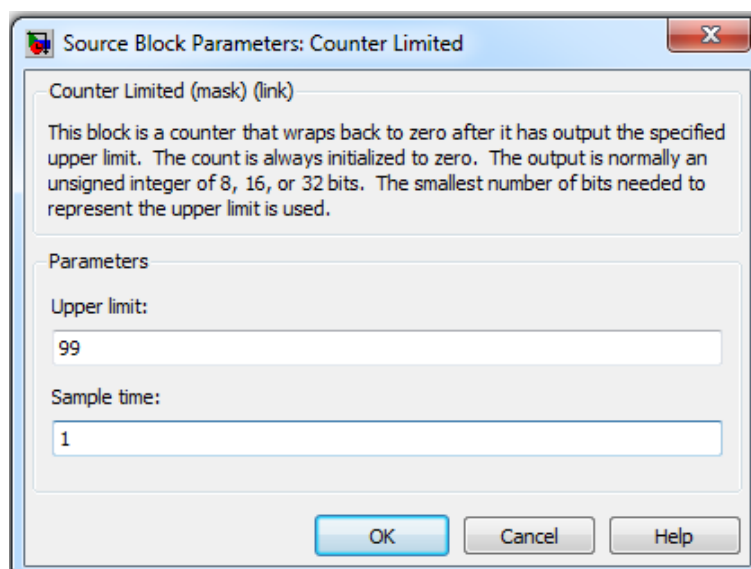 Source Block Parameters: Counter Limited
Counter Limited (mask) (link)
This block is a counter that wraps back to zero after it has output the specified
upper limit. The count is always initialized to zero. The output is normally an
unsigned integer of 8, 16, or 32 bits. The smallest number of bits needed to
represent the upper limit is used.
Parameters
Upper limit:
99
Sample time:
1
OK Cancel Help